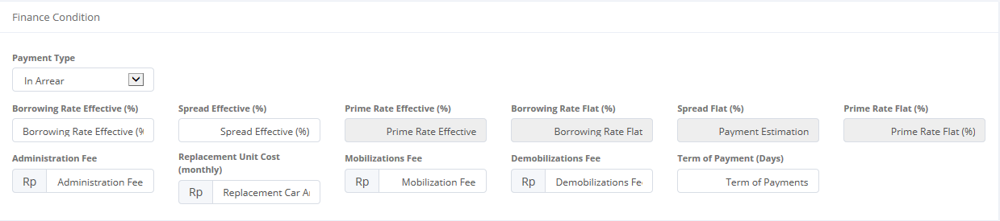 Finance Condition
Payment Type
In Arrear
Borrowing Rate Effective (%) Spread Effective (%) Prime Rate Effective (%) Borrowing Rate Flat (%) Spread Flat (%) Prime Rate Flat (%)
Borrowing Rate Effective (% Spread Effective (%) Prime Rate Effective Borrowing Rate Flat Payment Estimation Prime Rate Flat (%)
Administration Fee Replacement Unit Cost Mobilizations Fee Demobilizations Fee Term of Payment (Days)
(monthly)
Rp Administration Fee Rp Replacement Car A Rp Mobilization Fee Rp Demobilizations Fe Term of Payments